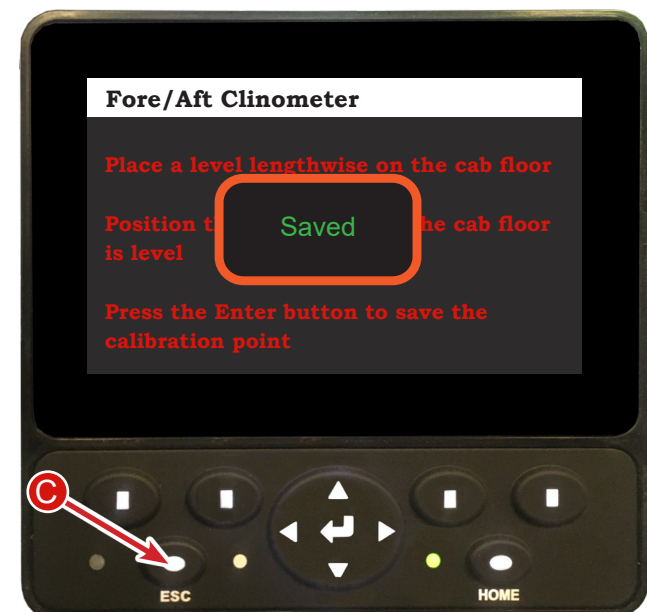 Fore/Aft Clinometer
Place a level lengthwise on the cab floor
Position t
he cab floor
is level
Saved
Press the Enter button to save the
calibration point
C
ESC
HOME